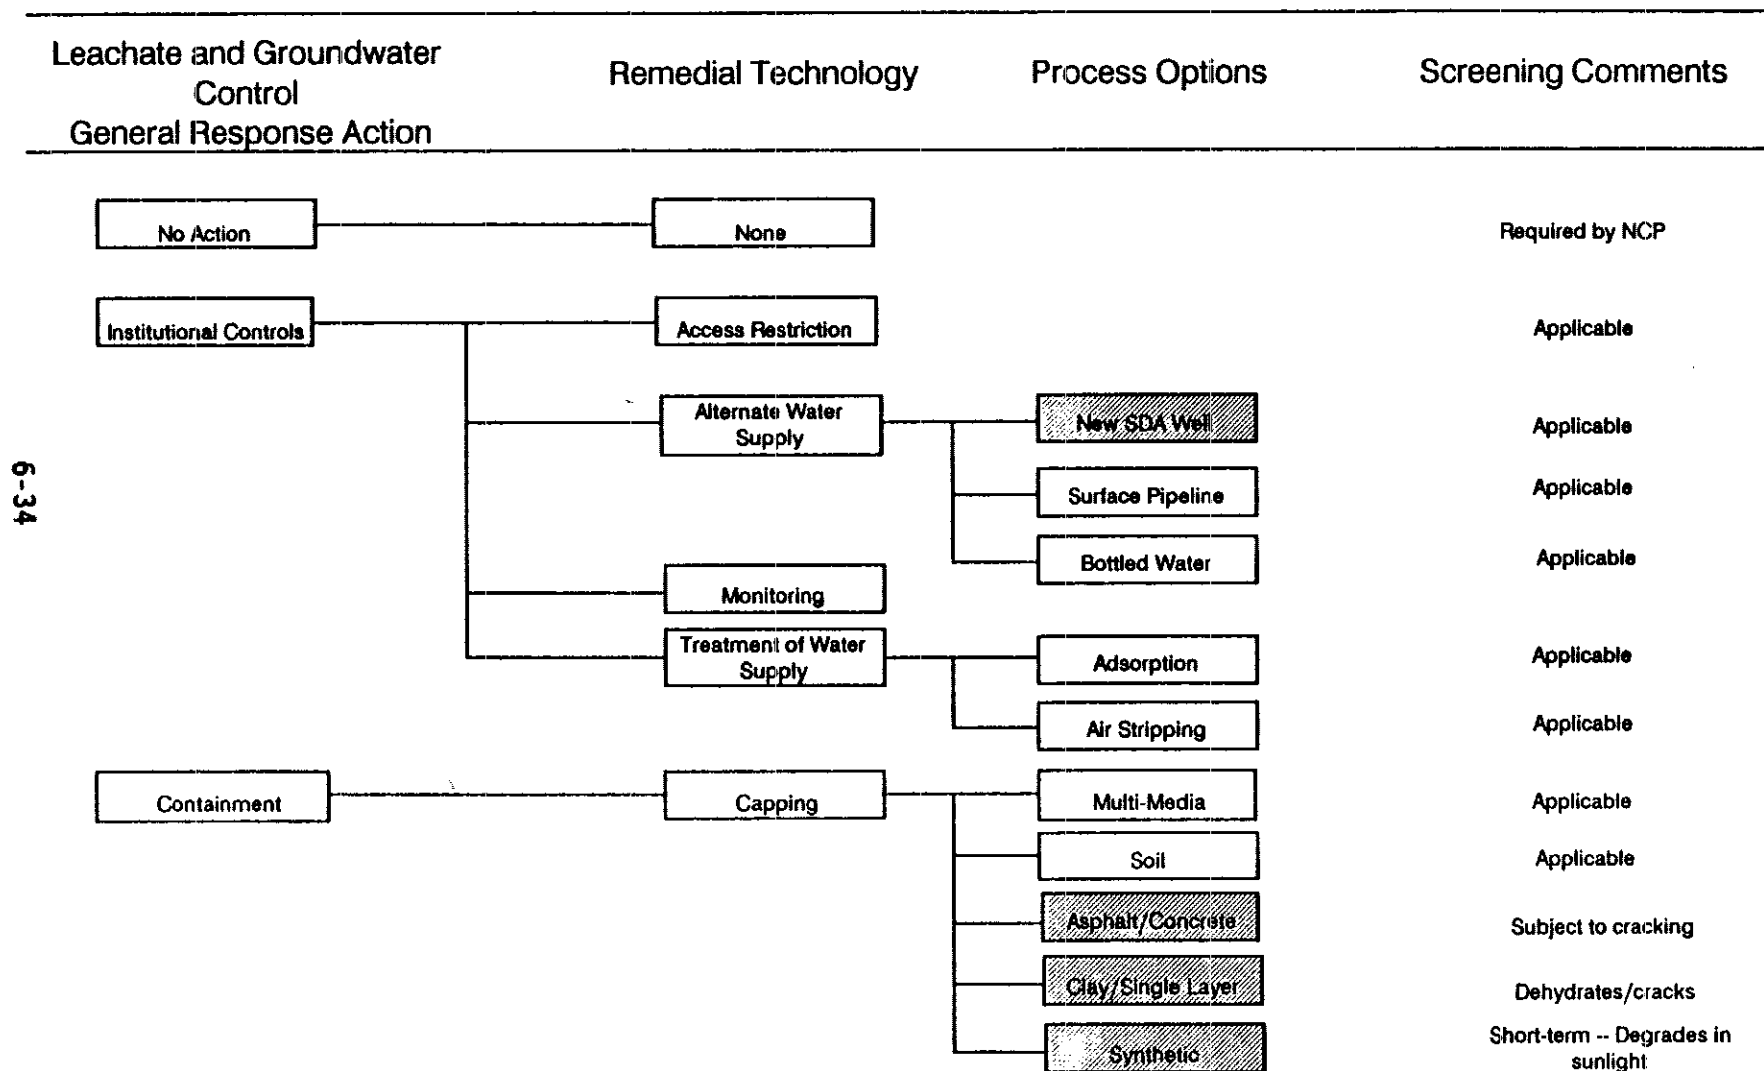 Leachate and Groundwater
Control
General Response Action
Remedial Technology
Process Options
Screening Comments
No Action
None
Required by NCP
Institutional Controls
Access Restriction
Applicable
Alternate Water
Supply
New SDA Well
Applicable
Surface Pipeline
Applicable
Bottled Water
Applicable
Monitoring
Treatment of Water
Supply
Adsorption
Applicable
Air Stripping
Applicable
Containment
Capping
Multi-Media
Applicable
Soil
Applicable
Asphalt/Concrete
Subject to cracking
Clay/Single Layer
Dehydrates/cracks
Synthetic
Short-term -- Degrades in
sunlight
6-34